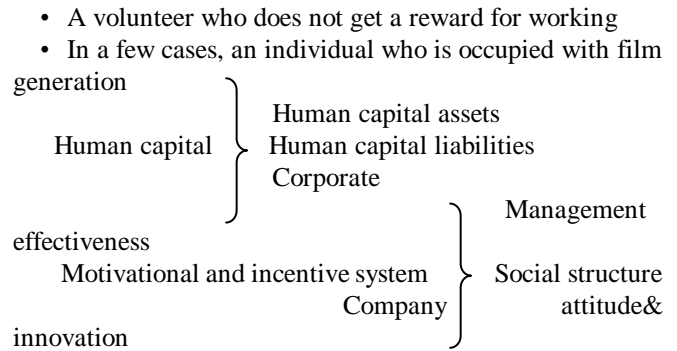 • A volunteer who does not get a reward for working
• In a few cases, an individual who is occupied with film
generation
Human capital assets
Human capital Human capital liabilities
Corporate
Management
effectiveness
Motivational and incentive system Social structure
Company attitude&
innovation